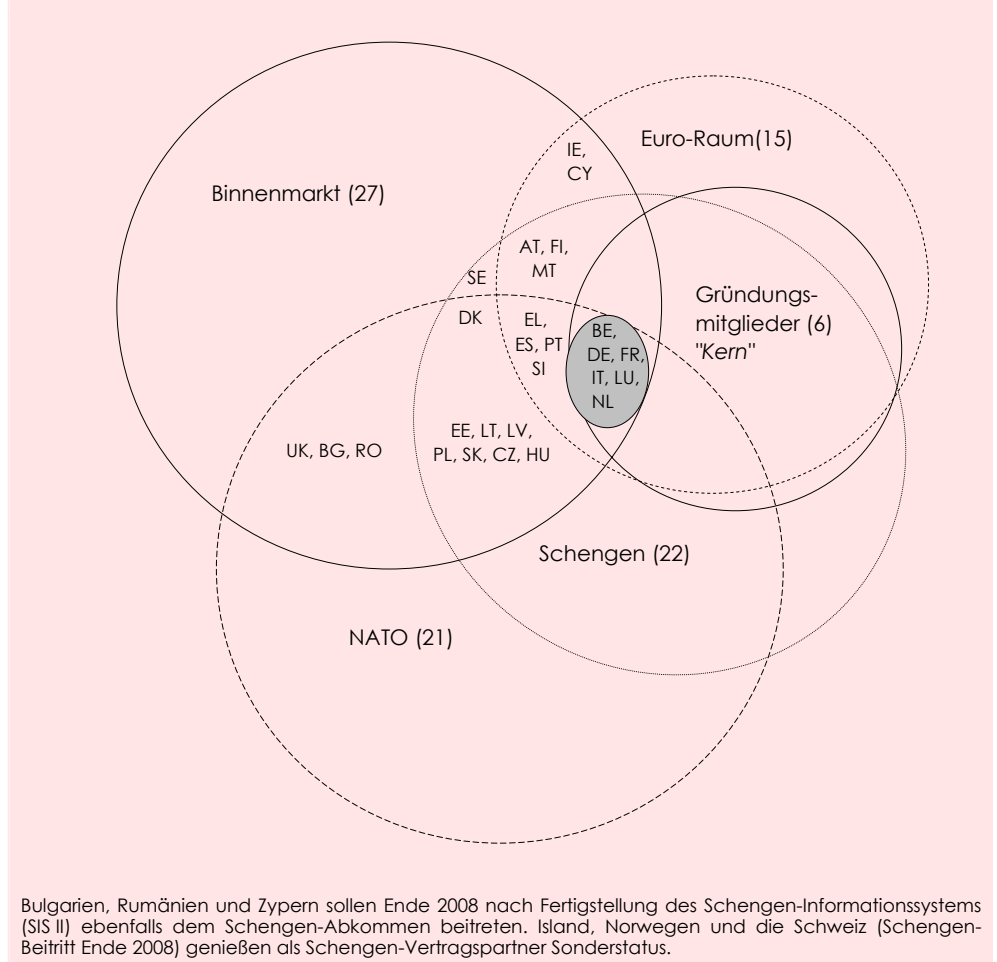 Euro-Raum(15)
IE,
CY
Binnenmarkt (27)
AT, FI,
MT
SE
Gründungs-
mitglieder (6)
"Kern"
DK
EL,
ES, PT
SI
BE,
DE, FR,
IT, LU,
NL
EE, LT, LV,
PL, SK, CZ, HU
UK, BG, RO
Schengen (22)
NATO (21)
Bulgarien, Rumänien und Zypern sollen Ende 2008 nach Fertigstellung des Schengen-Informationssystems
(SIS II) ebenfalls dem Schengen-Abkommen beitreten. Island, Norwegen und die Schweiz (Schengen-
Beitritt Ende 2008) genießen als Schengen-Vertragspartner Sonderstatus.